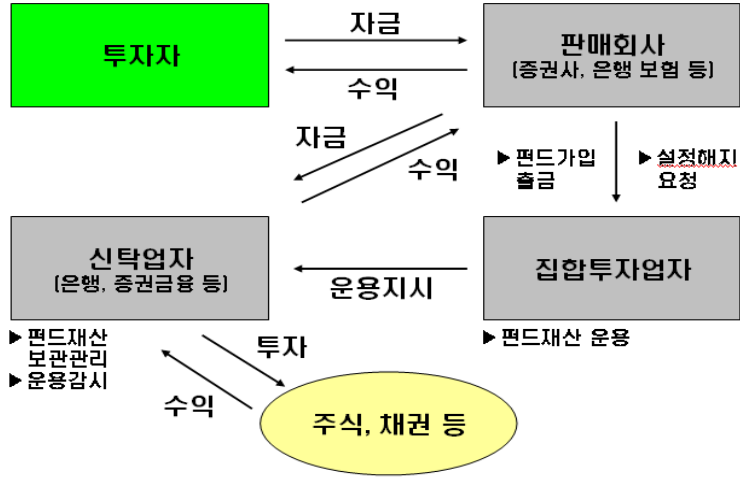 투자자
자금
수익
판매회사
(증권사, 은행 보험 등)
자금
수익
▶ 펀드가입
출금
▶ 설정해지
요청
신탁업자
(은행, 증권금융 등)
운용지시
집합투자업자
▶ 펀드재산
보관관리
▶ 운용감시
▶ 펀드재산 운용
투자
수익
주식, 채권 등